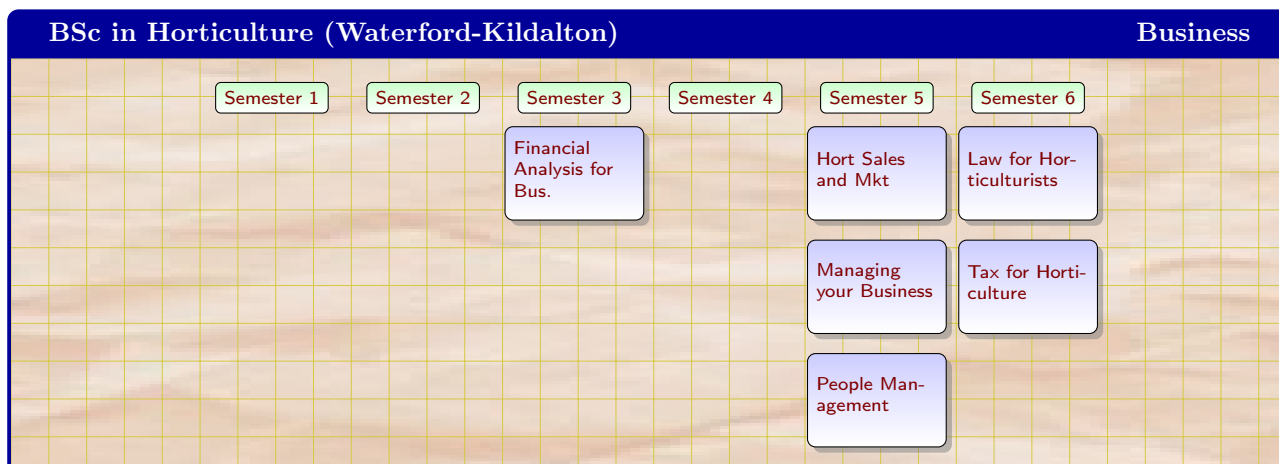 BSc in Horticulture (Waterford-Kildalton) Business
Semester 1 Semester 2 Semester 3 Semester 4 Semester 5 Semester 6
Financial
Analysis for
Bus.
Hort Sales
and Mkt
Law for Hor-
ticulturists
Managing
your Business
Tax for Horti-
culture
People Man-
agement